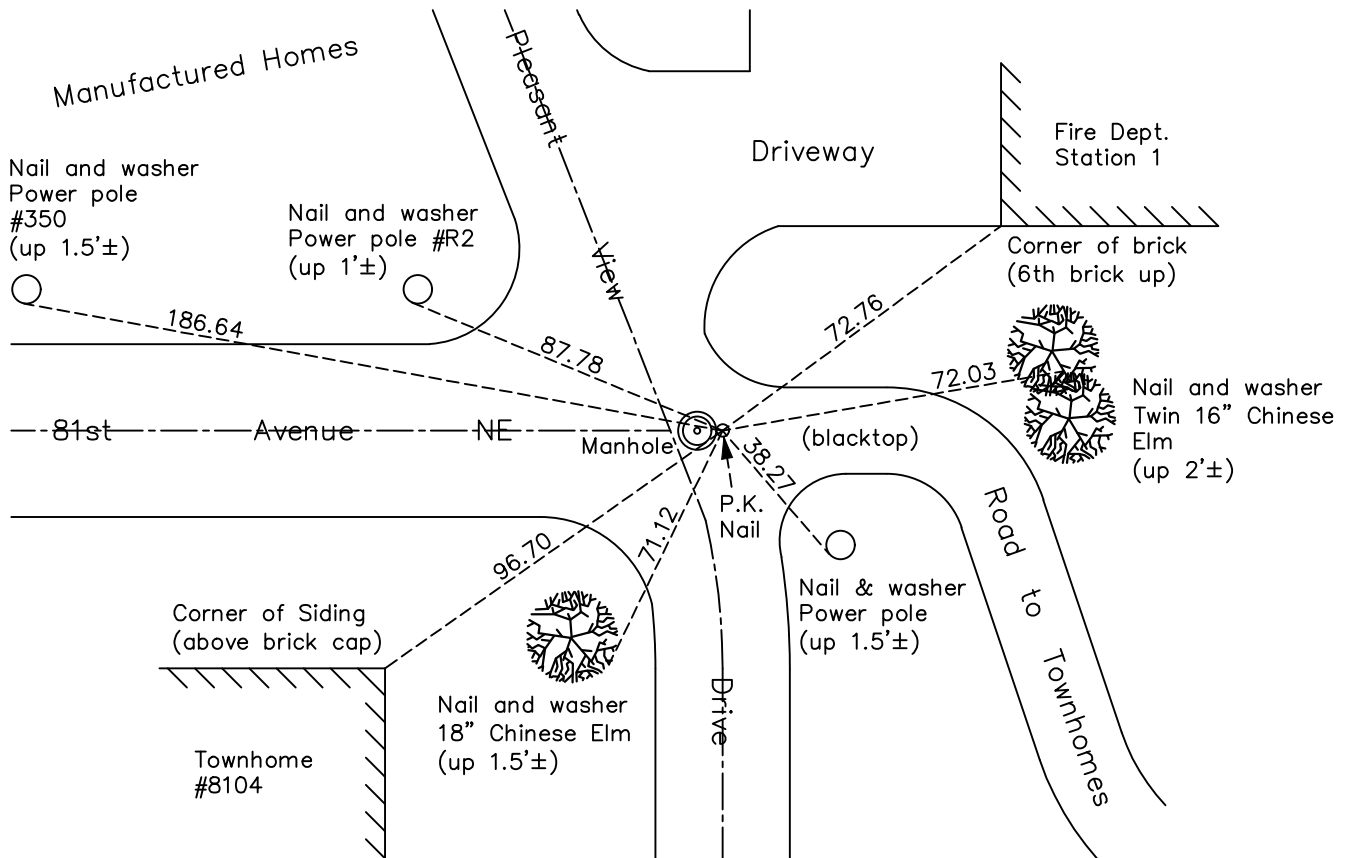 Manufactured Homes
Pleasant
View
Drive
Driveway
Fire Dept.
Station 1
Nail and washer
Power pole
#350
(up 1.5'±)
Nail and washer
Power pole #R2
(up 1'±)
Corner of brick
(6th brick up)
186.64
87.78
72.76
72.03
Nail and washer
Twin 16" Chinese
Elm
(up 2'±)
81st Avenue NE
Manhole
(blacktop)
38.27
P.K.
Nail
71.12
96.70
Road to Townhomes
Nail & washer
Power pole
(up 1.5'±)
Corner of Siding
(above brick cap)
Nail and washer
18" Chinese Elm
(up 1.5'±)
Townhome
#8104